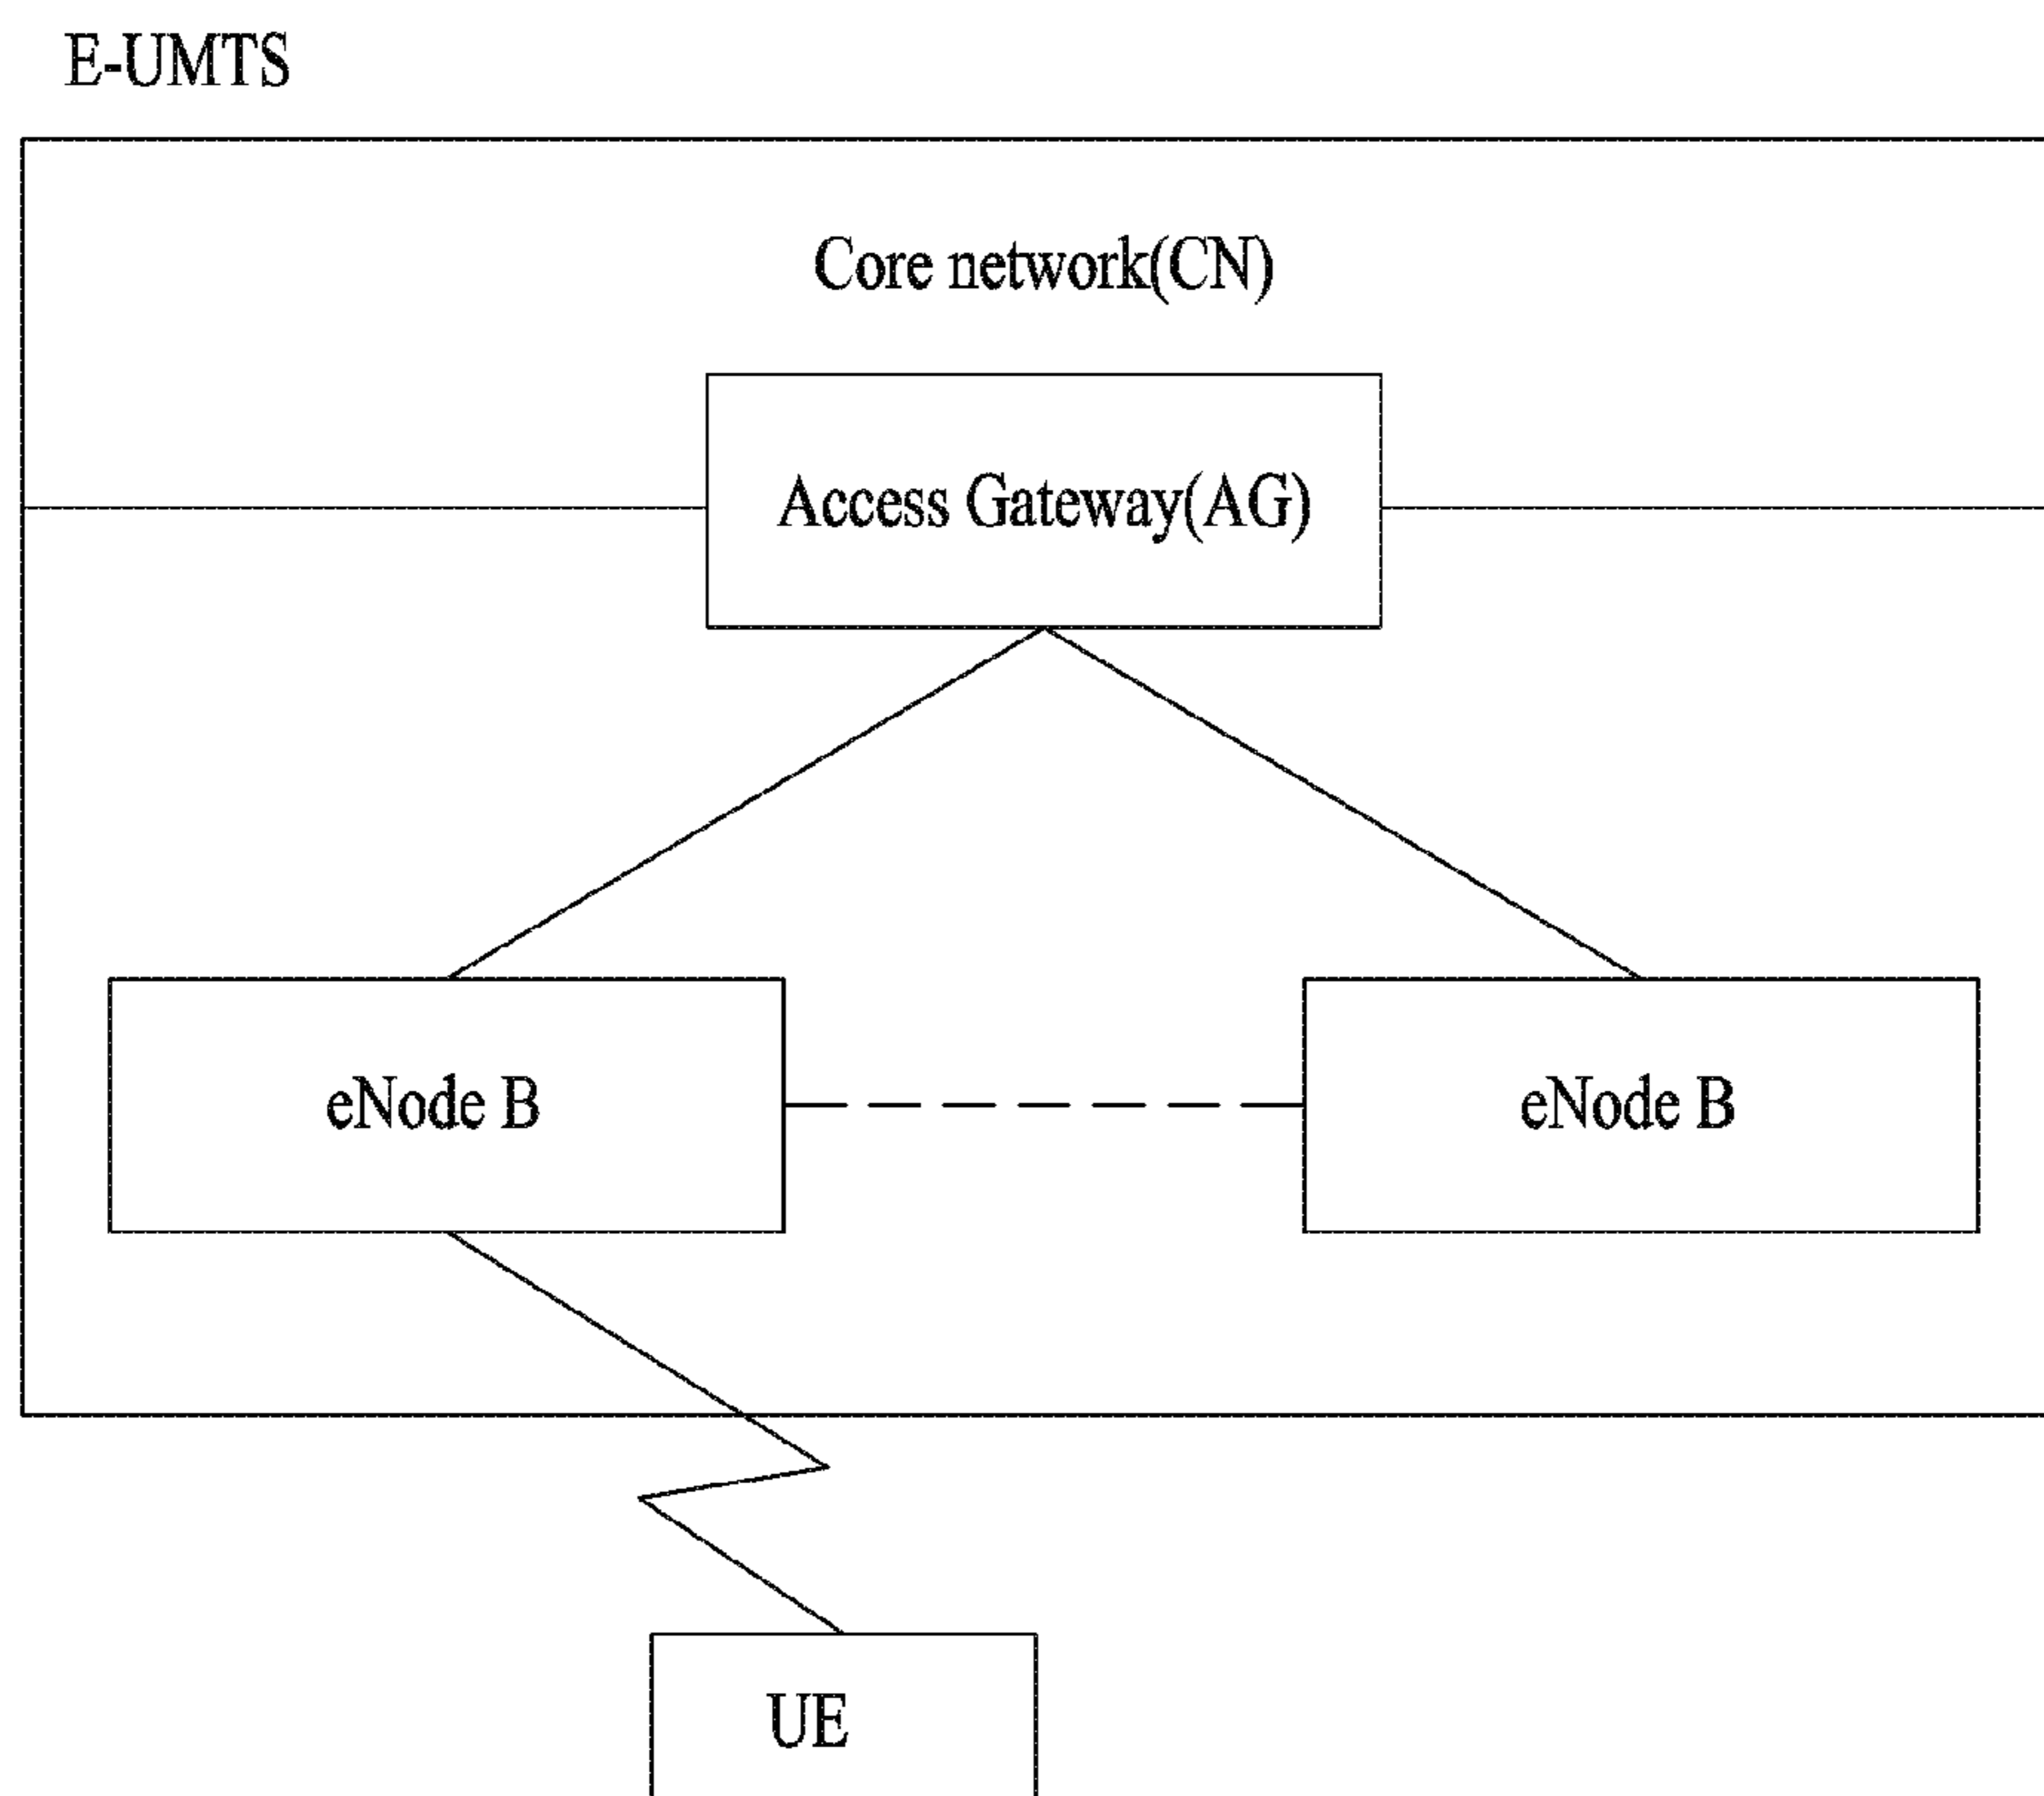 E-UMTS
Core network(CN)
Access Gateway(AG)
eNode B
eNode B
UE